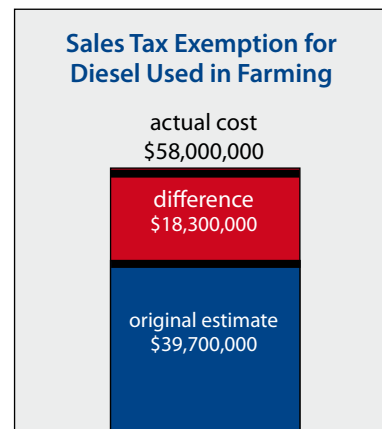 Sales Tax Exemption for
Diesel Used in Farming
actual cost
$58,000,000
difference
$18,300,000
original estimate
$39,700,000